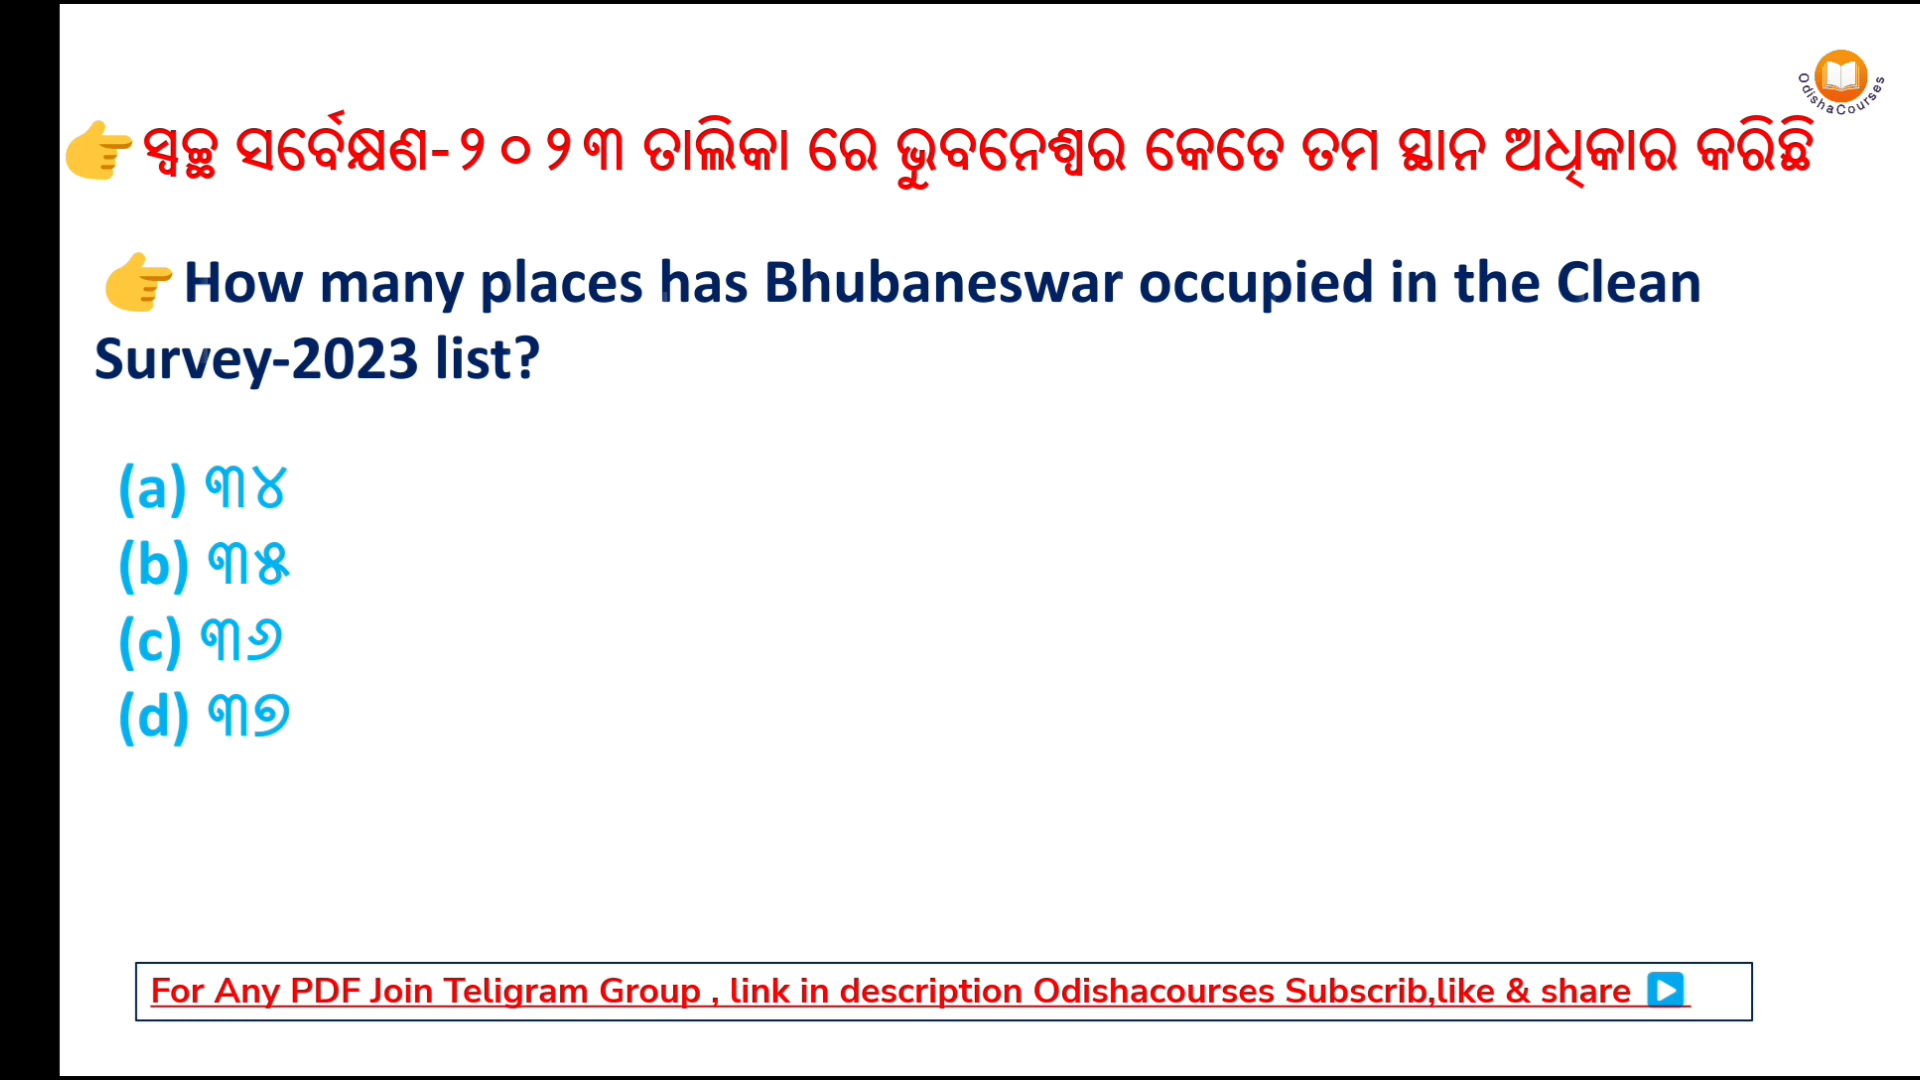 OdishaCourses
👉ସ୍ୱଚ୍ଛ ସର୍ବେକ୍ଷଣ-୨୦୨୩ ତାଲିକା ରେ ଭୁବନେଶ୍ୱର କେତେ ତମ ସ୍ଥାନ ଅଧିକାର କରିଛି
👉How many places has Bhubaneswar occupied in the Clean
Survey-2023 list?
(a) ୩୪
(b) ୩୫
(c) ୩୬
(d) ୩୭
For Any PDF Join Teligram Group , link in description Odishacourses Subscrib,like & share ▶